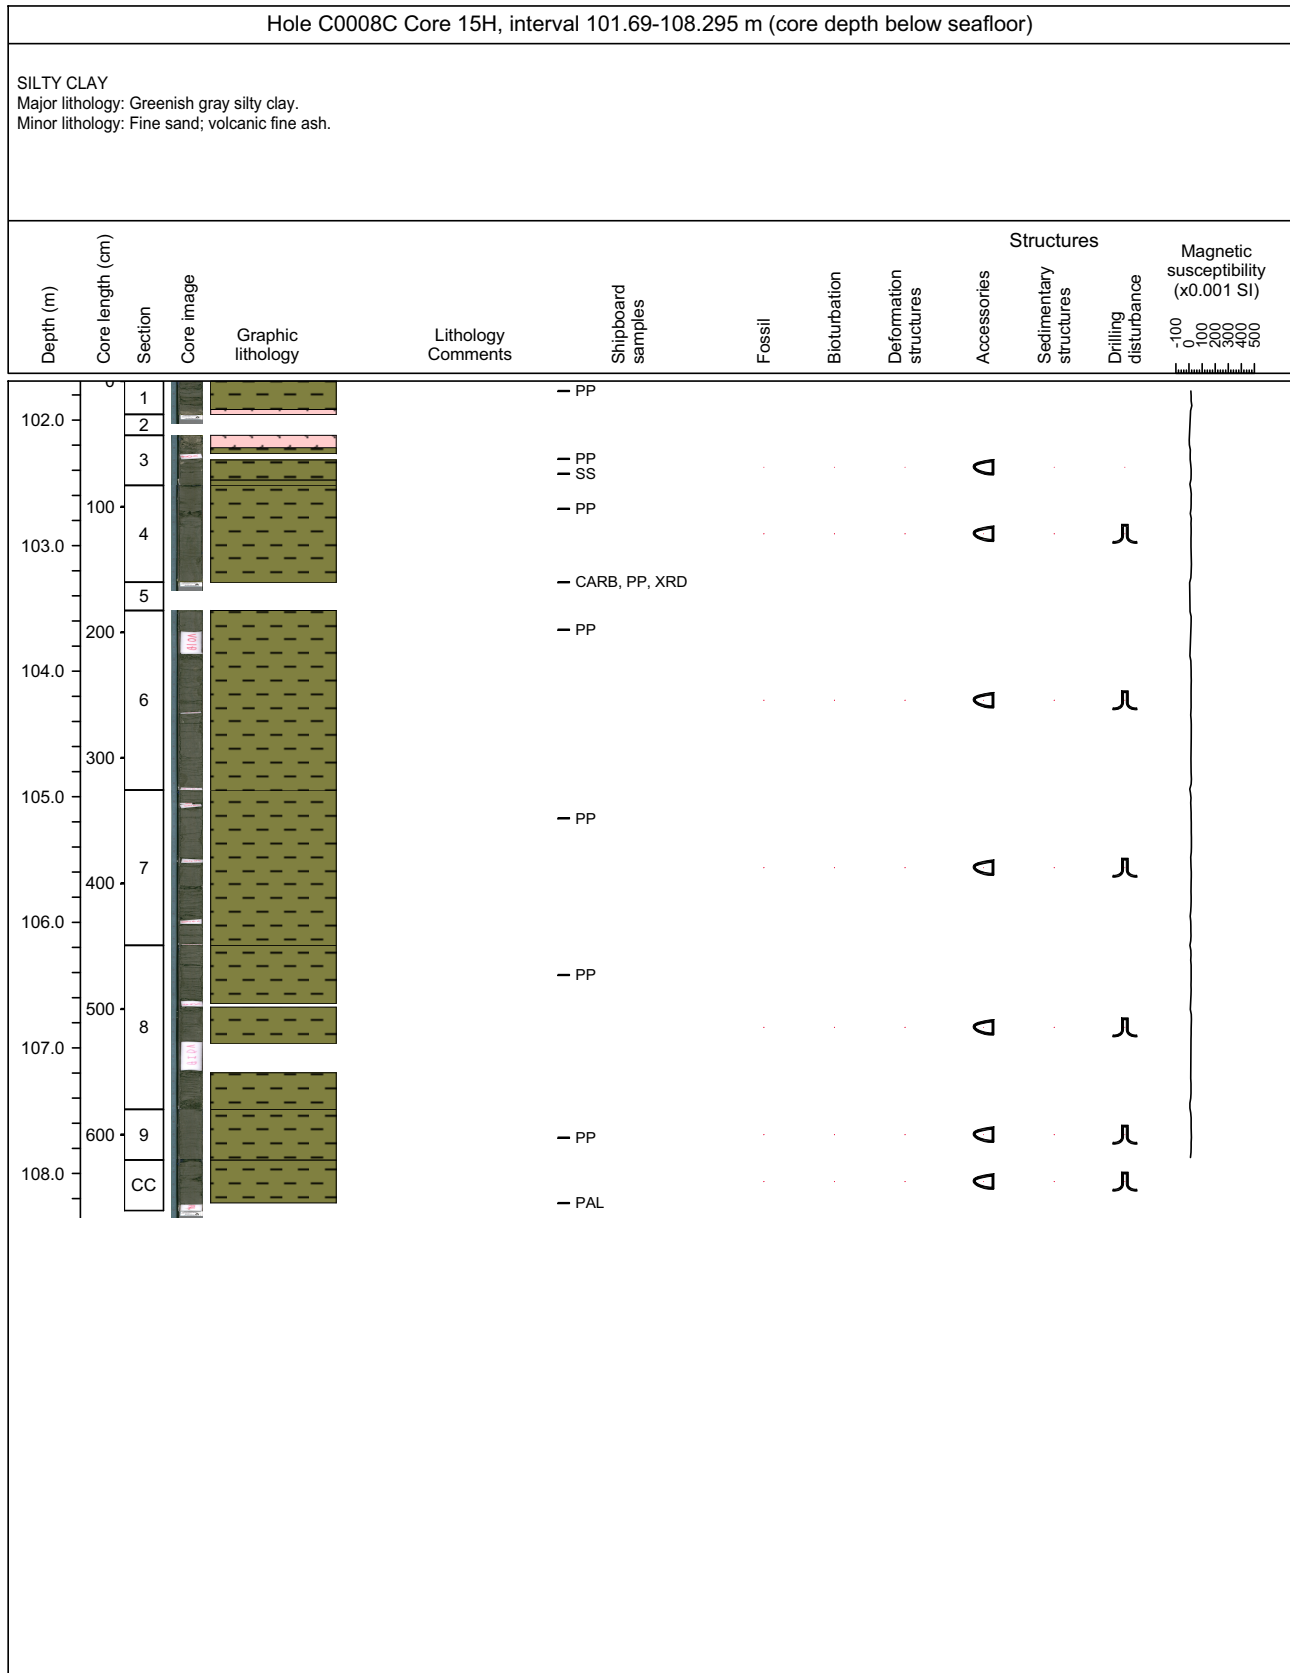 Hole C0008C Core 15H, interval 101.69-108.295 m (core depth below seafloor)
SILTY CLAY
Major lithology: Greenish gray silty clay.
Minor lithology: Fine sand; volcanic fine ash.
Depth (m)
Core length (cm)
Section
Core image
Graphic
lithology
Lithology
Comments
Shipboard
samples
Fossil
Bioturbation
Deformation
structures
Structures
Accessories
Sedimentary
structures
Drilling
disturbance
Magnetic
susceptibility
(x0.001 SI)
-100
0
100
200
300
400
500
0
1
PP
102.0
2
3
PP
SS
100
PP
4
103.0
CARB, PP, XRD
5
200
PP
VOID
104.0
6
300
105.0
PP
7
400
106.0
PP
500
8
107.0
VOID
600
9
PP
108.0
CC
PAL